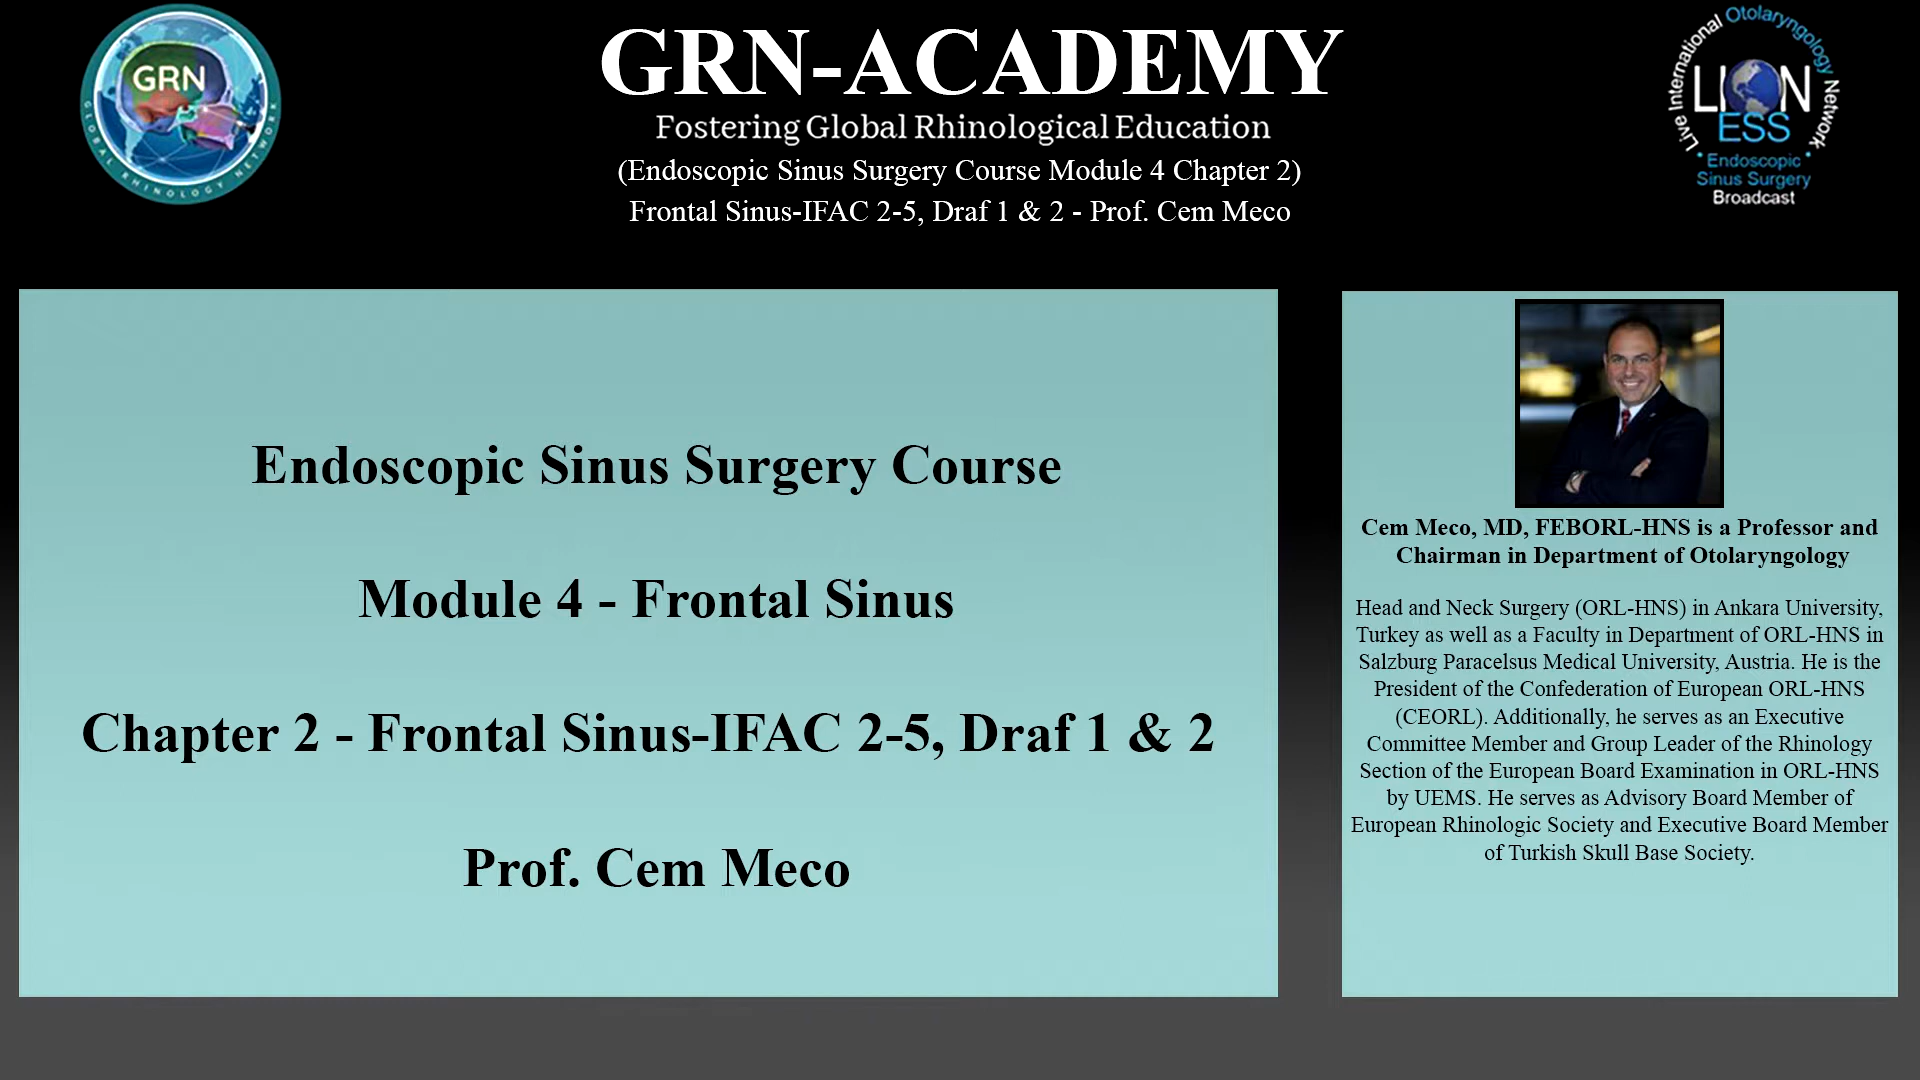 GRN
GLOBAL RHINOLOGY NETWORK
GRN-ACADEMY
Fostering Global Rhinological Education
(Endoscopic Sinus Surgery Course Module 4 Chapter 2)
Frontal Sinus-IFAC 2-5, Draf 1 & 2 - Prof. Cem Meco
Live International Otolaryngology Network
LION
ESS
• Endoscopic •
Sinus Surgery
Broadcast
Endoscopic Sinus Surgery Course
Module 4 - Frontal Sinus
Chapter 2 - Frontal Sinus-IFAC 2-5, Draf 1 & 2
Prof. Cem Meco
Cem Meco, MD, FEBORL-HNS is a Professor and
Chairman in Department of Otolaryngology
Head and Neck Surgery (ORL-HNS) in Ankara University,
Turkey as well as a Faculty in Department of ORL-HNS in
Salzburg Paracelsus Medical University, Austria. He is the
President of the Confederation of European ORL-HNS
(CEORL). Additionally, he serves as an Executive
Committee Member and Group Leader of the Rhinology
Section of the European Board Examination in ORL-HNS
by UEMS. He serves as Advisory Board Member of
European Rhinologic Society and Executive Board Member
of Turkish Skull Base Society.